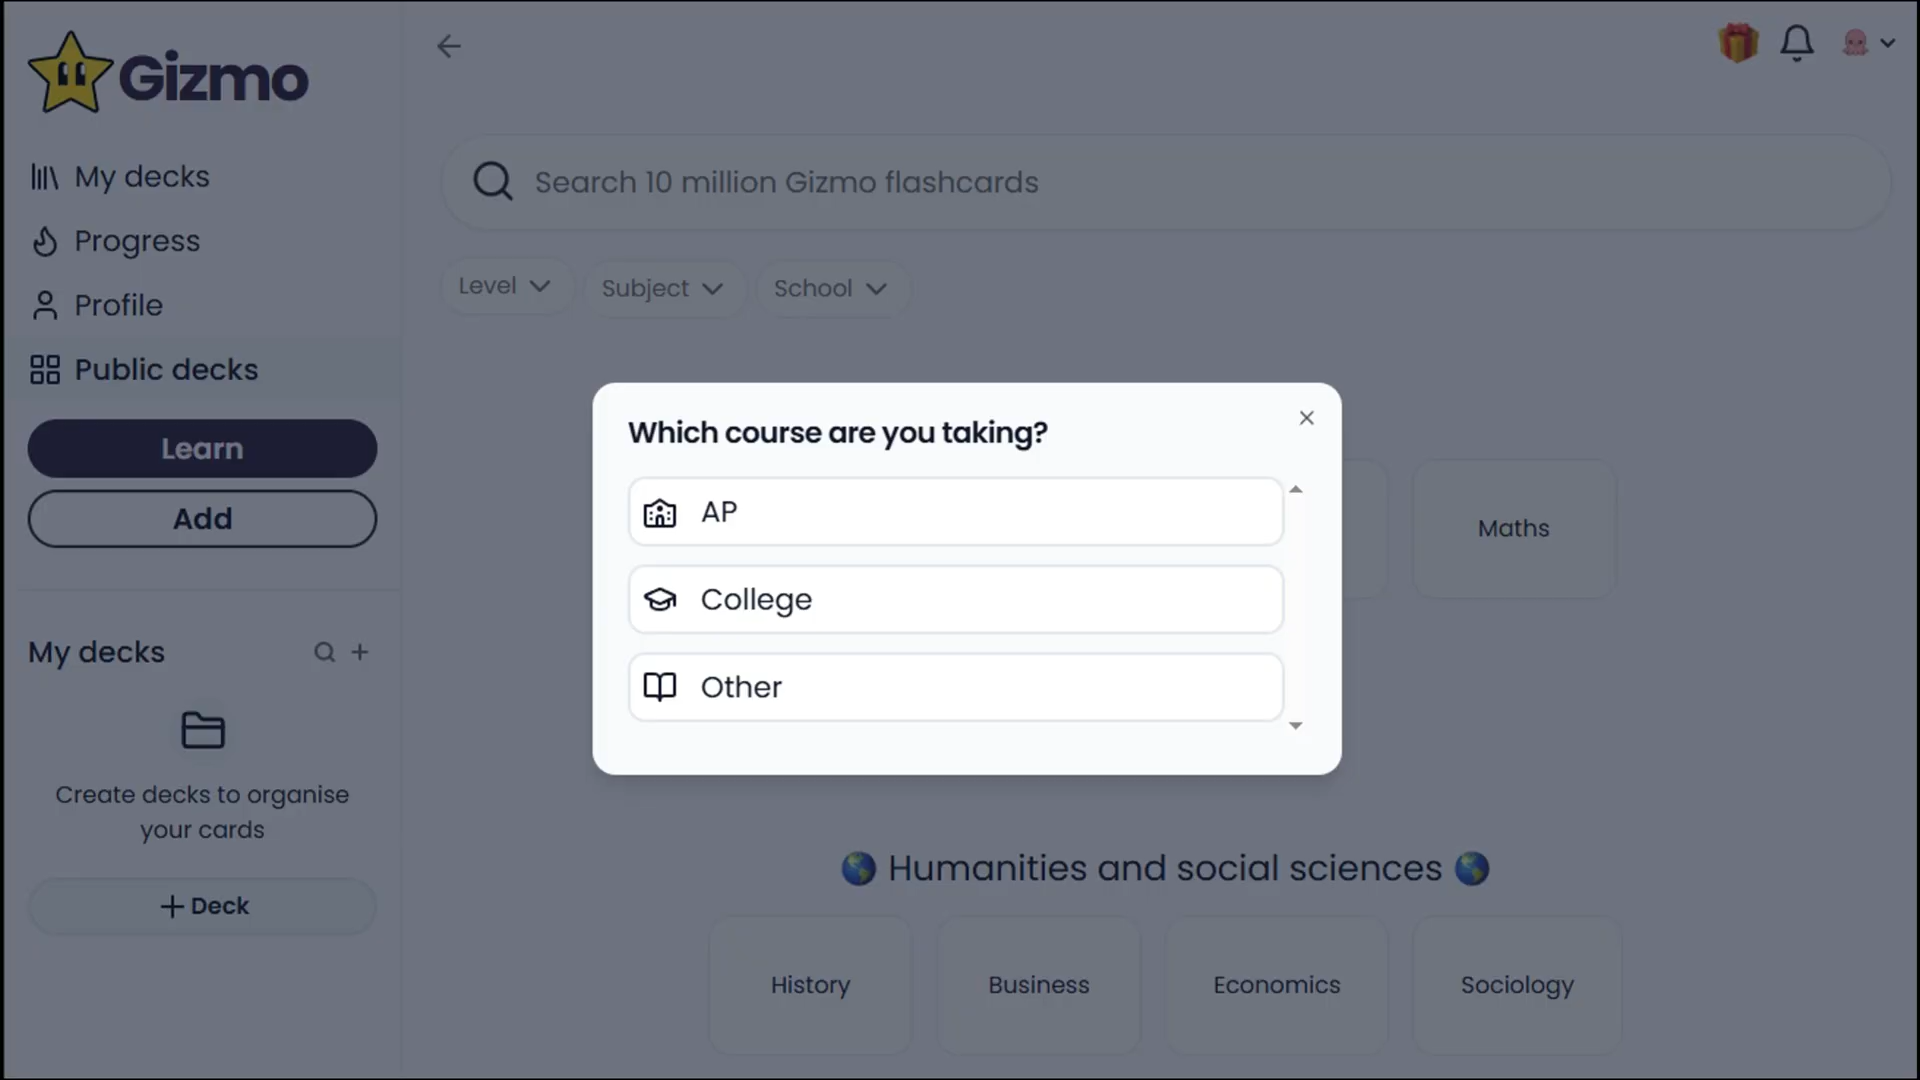 Gizmo
My decks
Progress
Profile
Public decks
Learn
Add
My decks
Create decks to organise
your cards
Deck
Search 10 million Gizmo flashcards
Level
Subject
School
Which course are you taking?
AP
College
Other
Maths
Humanities and social sciences
History
Business
Economics
Sociology